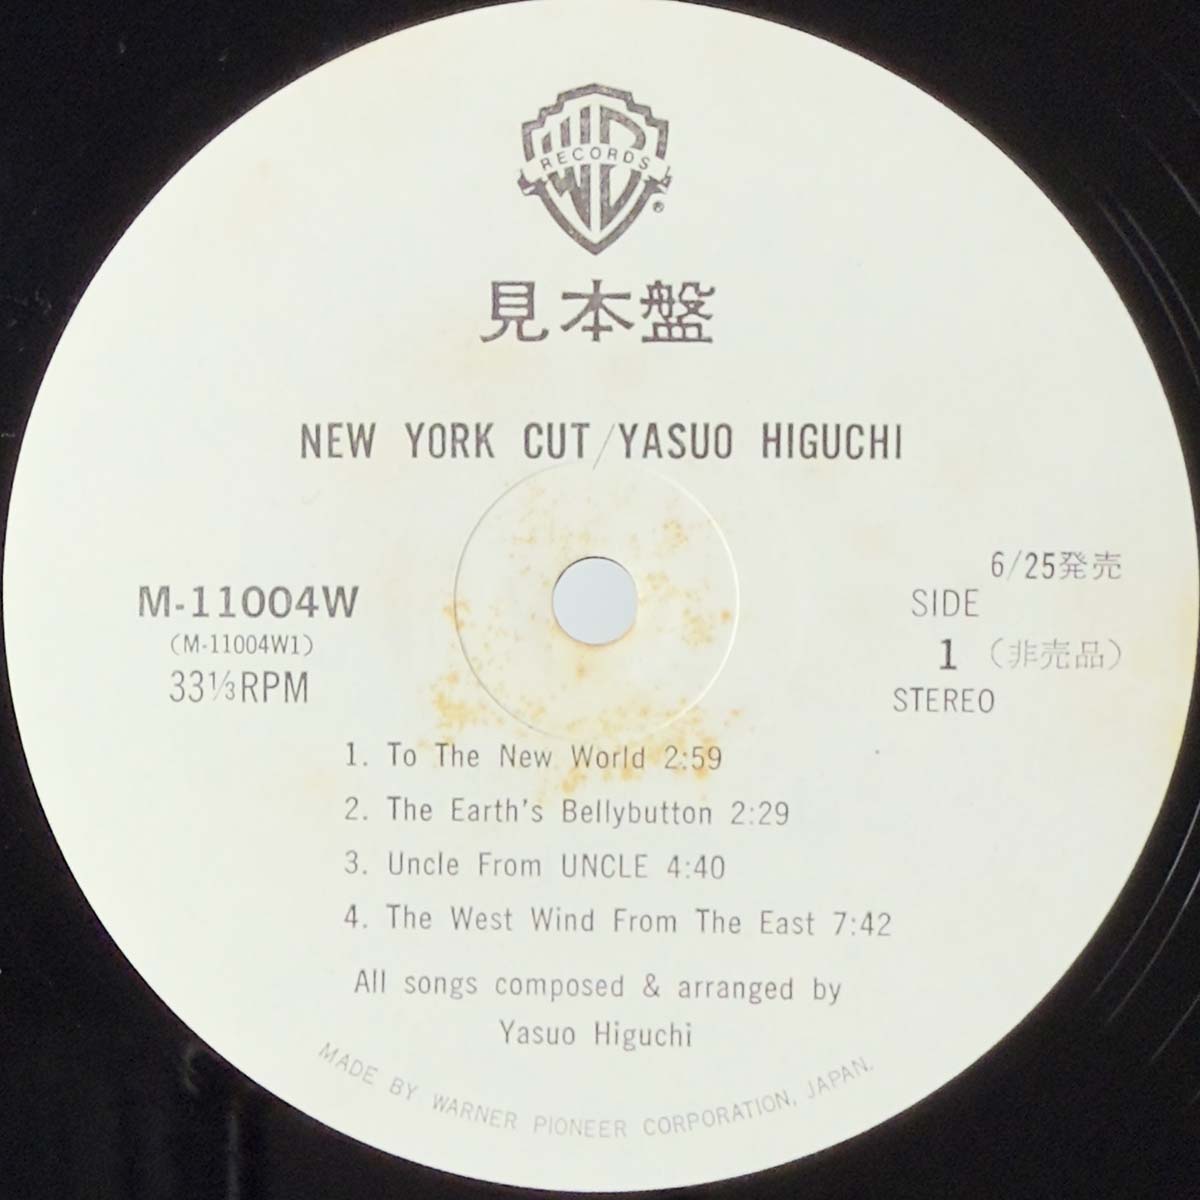 WB
RECORDS
®
見本盤
NEW YORK CUT/YASUO HIGUCHI
M-11004W
(M-11004W1)
33⅓RPM
6/25発売
SIDE
1 (非売品)
STEREO
1. To The New World 2:59
2. The Earth's Bellybutton 2:29
3. Uncle From UNCLE 4:40
4. The West Wind From The East 7:42
All songs composed & arranged by
Yasuo Higuchi
MADE BY WARNER PIONEER CORPORATION, JAPAN.